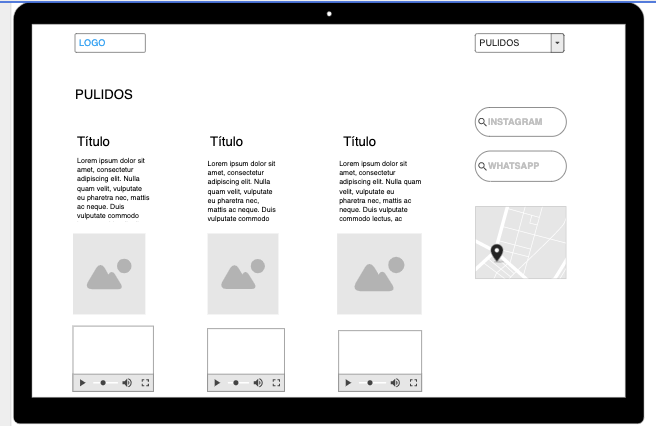 LOGO
PULIDOS
PULIDOS
INSTAGRAM
WHATSAPP
Título
Lorem ipsum dolor sit
amet, consectetur
adipiscing elit. Nulla
quam velit, vulputate
eu pharetra nec, mattis
ac neque. Duis
vulputate commodo
Título
Lorem ipsum dolor sit
amet, consectetur
adipiscing elit. Nulla
quam velit, vulputate
eu pharetra nec,
mattis ac neque. Duis
vulputate commodo
Título
Lorem ipsum dolor sit
amet, consectetur
adipiscing elit. Nulla quam
velit, vulputate eu
pharetra nec, mattis ac
neque. Duis vulputate
commodo lectus, ac